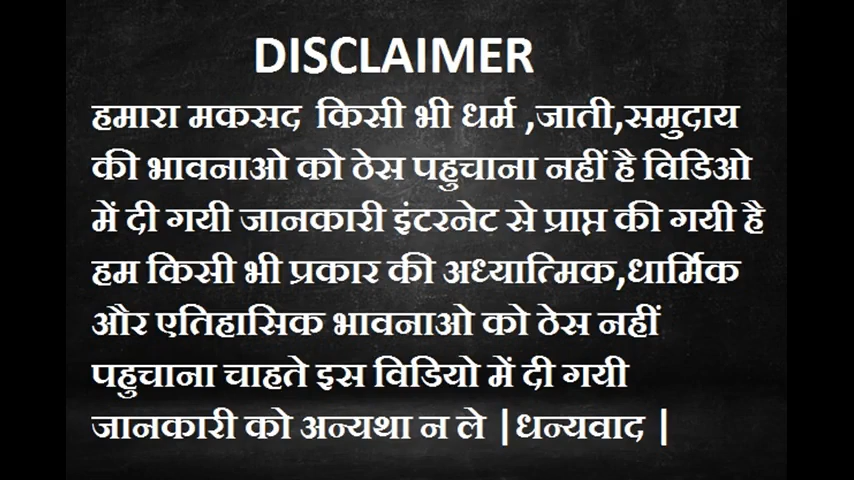 DISCLAIMER
हमारा मकसद किसी भी धर्म ,जाती,समुदाय
की भावनाओ को ठेस पहुचाना नहीं है विडिओ
में दी गयी जानकारी इंटरनेट से प्राप्त की गयी है
हम किसी भी प्रकार की अध्यात्मिक,धार्मिक
और एतिहासिक भावनाओ को ठेस नहीं
पहुचाना चाहते इस विडियो में दी गयी
जानकारी को अन्यथा न ले |धन्यवाद |